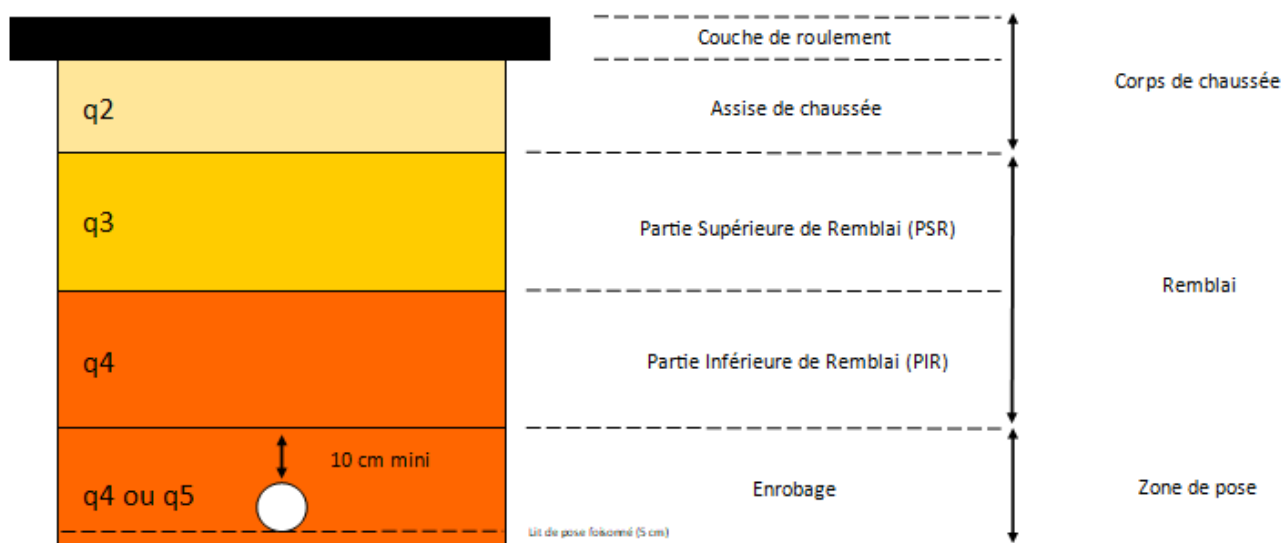 Couche de roulement
Corps de chaussée
q2
Assise de chaussée
q3
Partie Supérieure de Remblai (PSR)
Remblai
q4
Partie Inférieure de Remblai (PIR)
10 cm mini
q4 ou q5
Enrobage
Zone de pose
Lit de pose foisonné (5 cm)